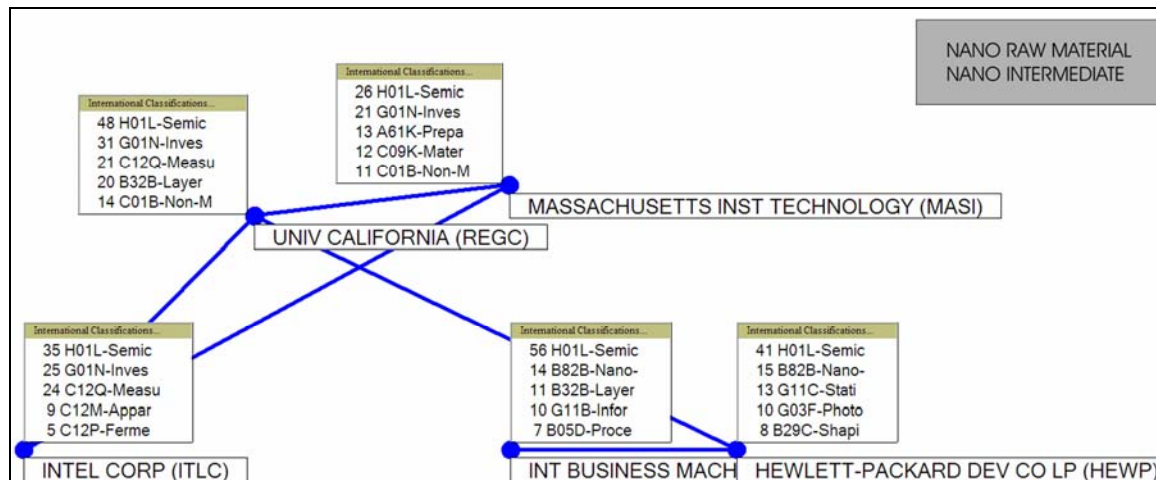 NANO RAW MATERIAL
NANO INTERMEDIATE
International Classifications...
26 H01L-Semic
21 G01N-Inves
13 A61K-Prepa
12 C09K-Mater
11 C01B-Non-M
International Classifications...
48 H01L-Semic
31 G01N-Inves
21 C12Q-Measu
20 B32B-Layer
14 C01B-Non-M
MASSACHUSETTS INST TECHNOLOGY (MASI)
UNIV CALIFORNIA (REGC)
International Classifications...
35 H01L-Semic
25 G01N-Inves
24 C12Q-Measu
9 C12M-Appar
5 C12P-Ferme
International Classifications...
56 H01L-Semic
14 B82B-Nano-
11 B32B-Layer
10 G11B-Infor
7 B05D-Proce
International Classifications...
41 H01L-Semic
15 B82B-Nano-
13 G11C-Stati
10 G03F-Photo
8 B29C-Shapi
INTEL CORP (ITLC)
INT BUSINESS MACH
HEWLETT-PACKARD DEV CO LP (HEWP)